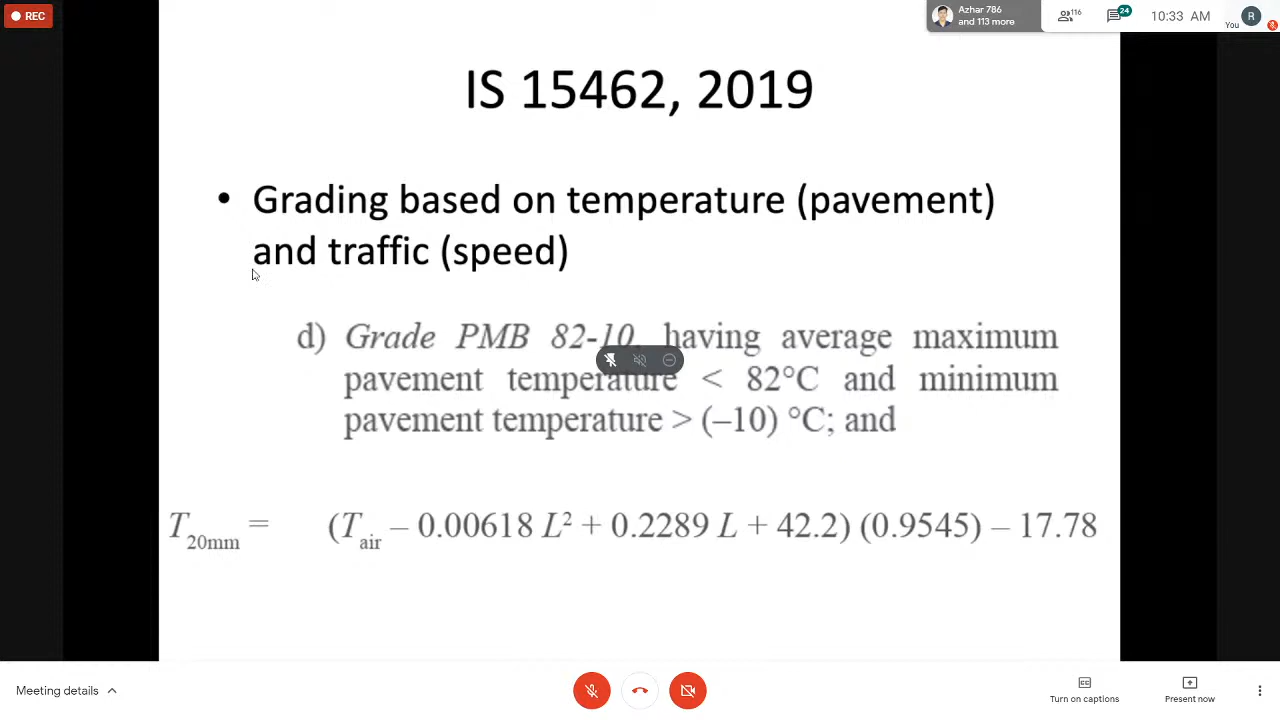 REC
Azhar 786
and 113 more
116
24
10:33 AM
You
R
IS 15462, 2019
• Grading based on temperature (pavement)
and traffic (speed)
d) Grade PMB 82-10, having average maximum
pavement temperature < 82°C and minimum
pavement temperature > (–10) °C; and
T20mm = (Tair – 0.00618 L² + 0.2289 L + 42.2) (0.9545) – 17.78
Meeting details
Turn on captions
Present now